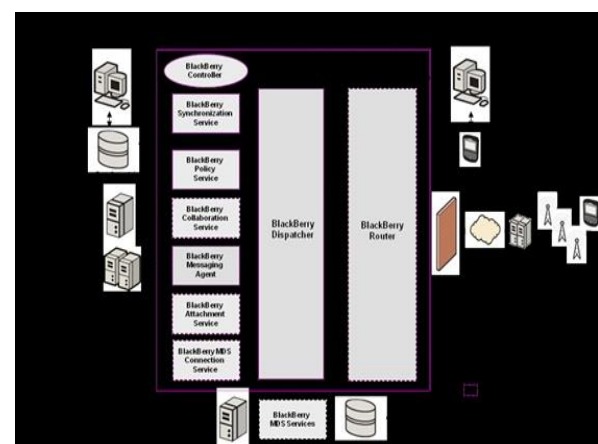 BlackBerry
Controller
BlackBerry
Synchronization
Service
BlackBerry
Policy
Service
BlackBerry
Collaboration
Service
BlackBerry
Messaging
Agent
BlackBerry
Attachment
Service
BlackBerry MDS
Connection
Service
BlackBerry
Dispatcher
BlackBerry
Router
BlackBerry
MDS Services